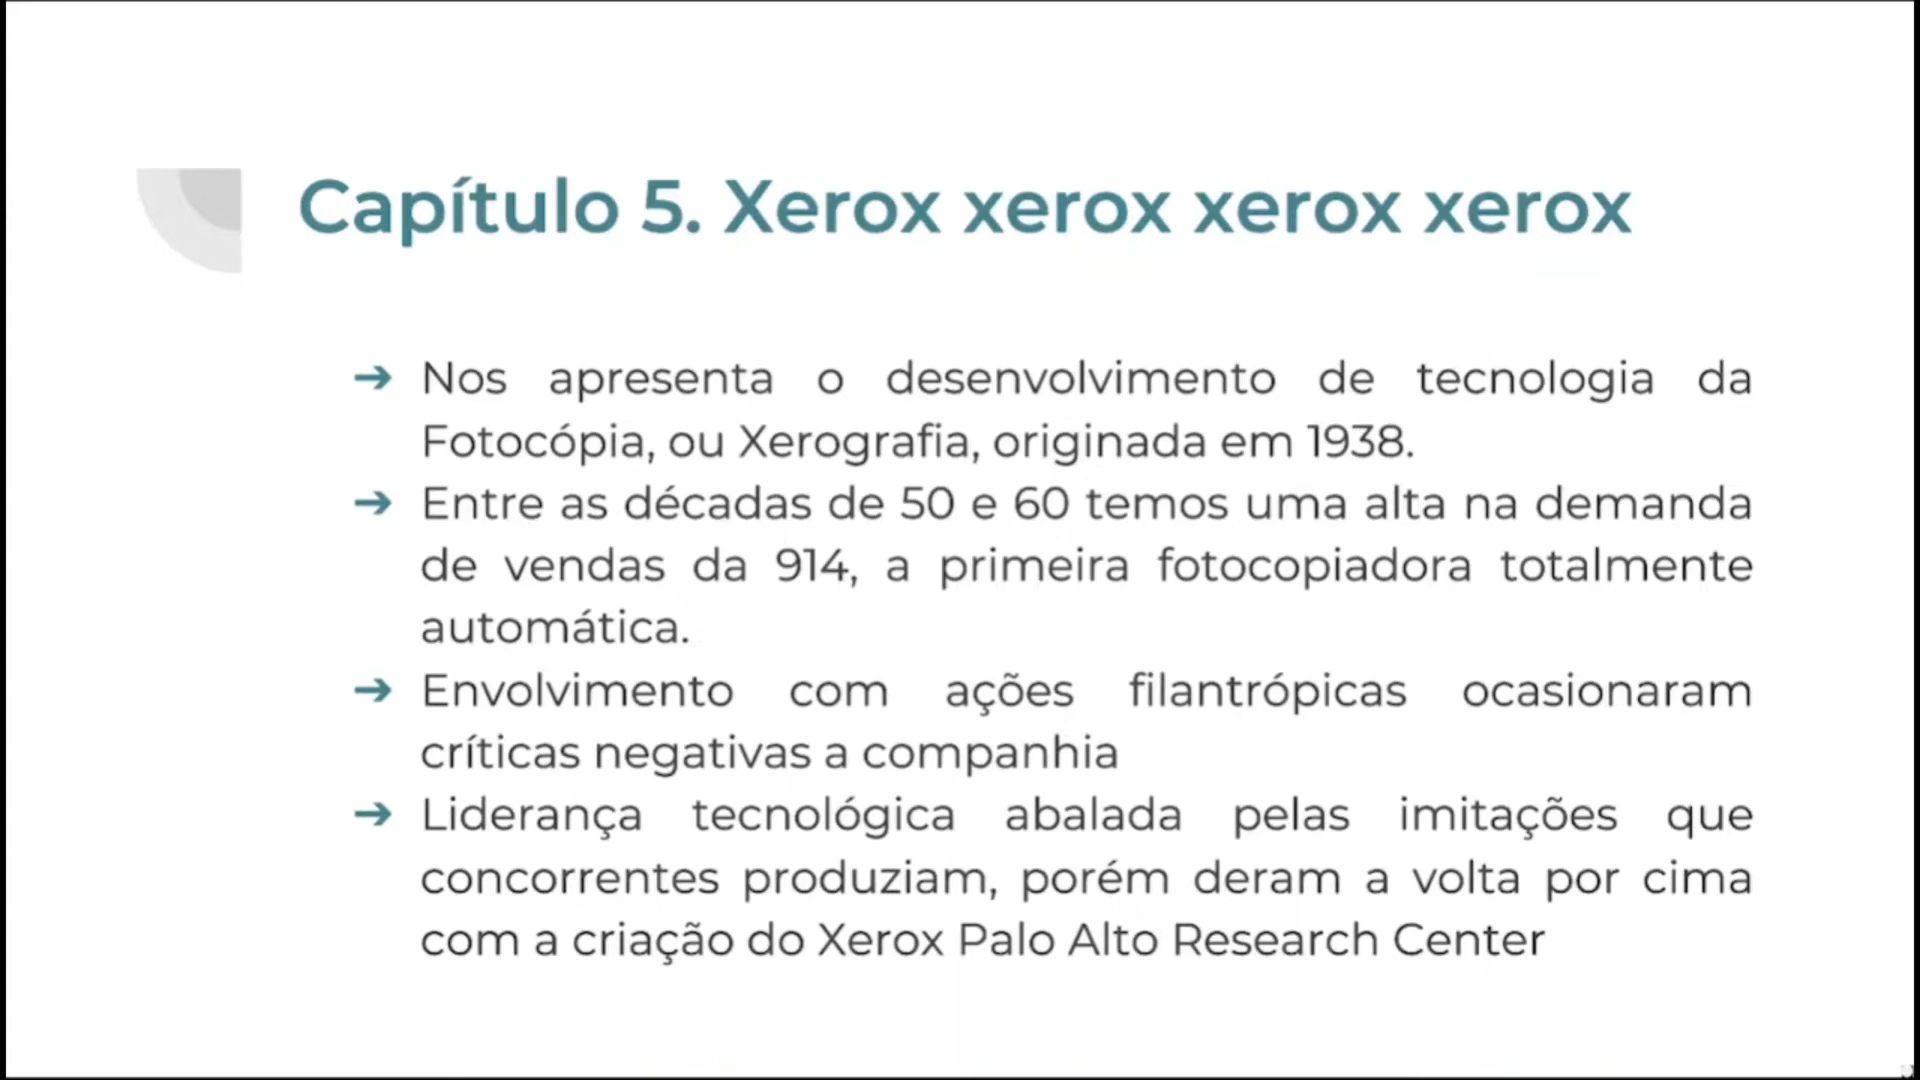 Capítulo 5. Xerox xerox xerox xerox
➔ Nos apresenta o desenvolvimento de tecnologia da
Fotocópia, ou Xerografia, originada em 1938.
➔ Entre as décadas de 50 e 60 temos uma alta na demanda
de vendas da 914, a primeira fotocopiadora totalmente
automática.
➔ Envolvimento com ações filantrópicas ocasionaram
críticas negativas a companhia
➔ Liderança tecnológica abalada pelas imitações que
concorrentes produziam, porém deram a volta por cima
com a criação do Xerox Palo Alto Research Center